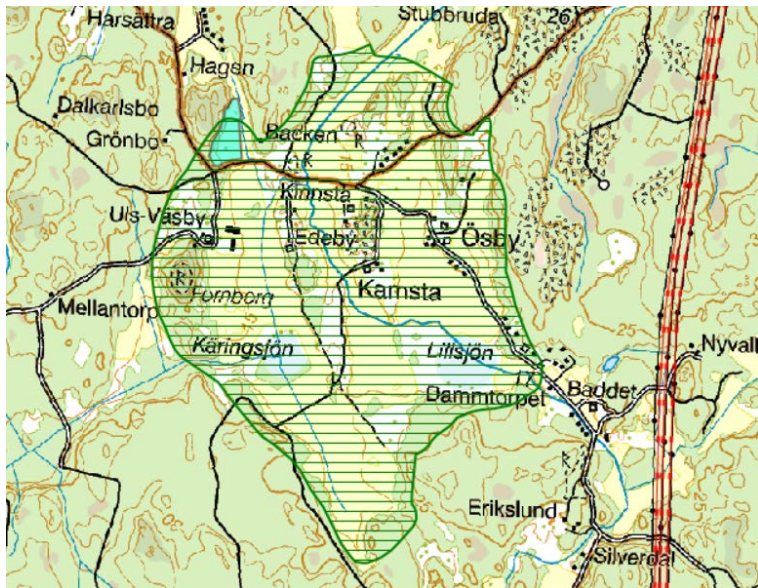 Harsättra
Stubbruda
26
Hagen
Dalkarlsbo
Grönbo
Backen
R
R
Kinnsta
Uls-Väsby
Edeby
Ösby
Kamsta
R
Fornborg
Mellantorp
25
Käringsjön
Lillsjön
Nyvall
17
Dammtorpet
Baddet
R
Erikslund
Silverdal